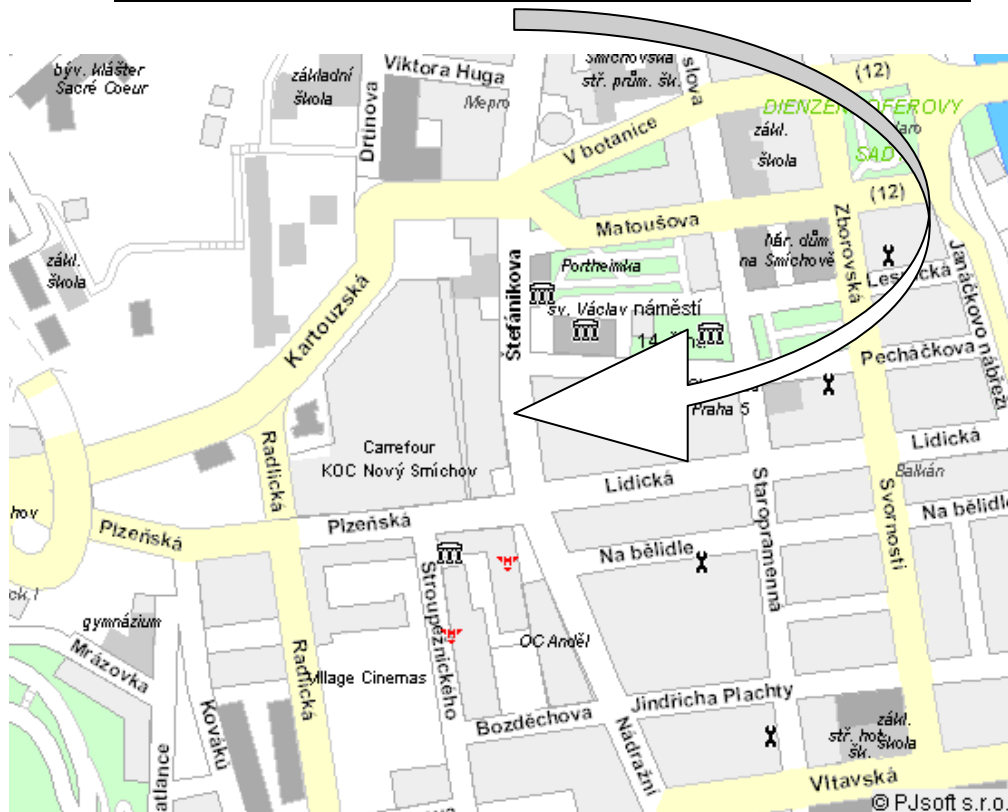 býv. klášter
Sacré Coeur
základní
škola
Drtinova
Viktora Huga
Mepro
Smíchovská
stř. prům. šk.
slova
(12)
DIENZENHOFEROVY
SADY
V botanice
zákl.
škola
(12)
Matoušova
Zborovská
nár. dům
na Smíchově
Janáčkovo nábřeží
Lesnická
zákl.
škola
Kartouzská
Štefánikova
Portheimka
sv. Václav
náměstí
Pecháčkova
Praha 5
Carrefour
KOC Nový Smíchov
Radlická
Lidická
Lidická
Balkán
Plzeňská
Plzeňská
hov
Staropramenná
Svornosti
Na bělidle
Na bělidle
ck. I
gymnázium
Mrázovka
Stroupežnického
OC Anděl
Village Cinemas
Radlická
Kováků
atlance
Bozděchova
Nádražní
Jindřicha Plachty
stř. hot.
šk.
zákl.
škola
Vltavská
© PJsoft s.r.o.